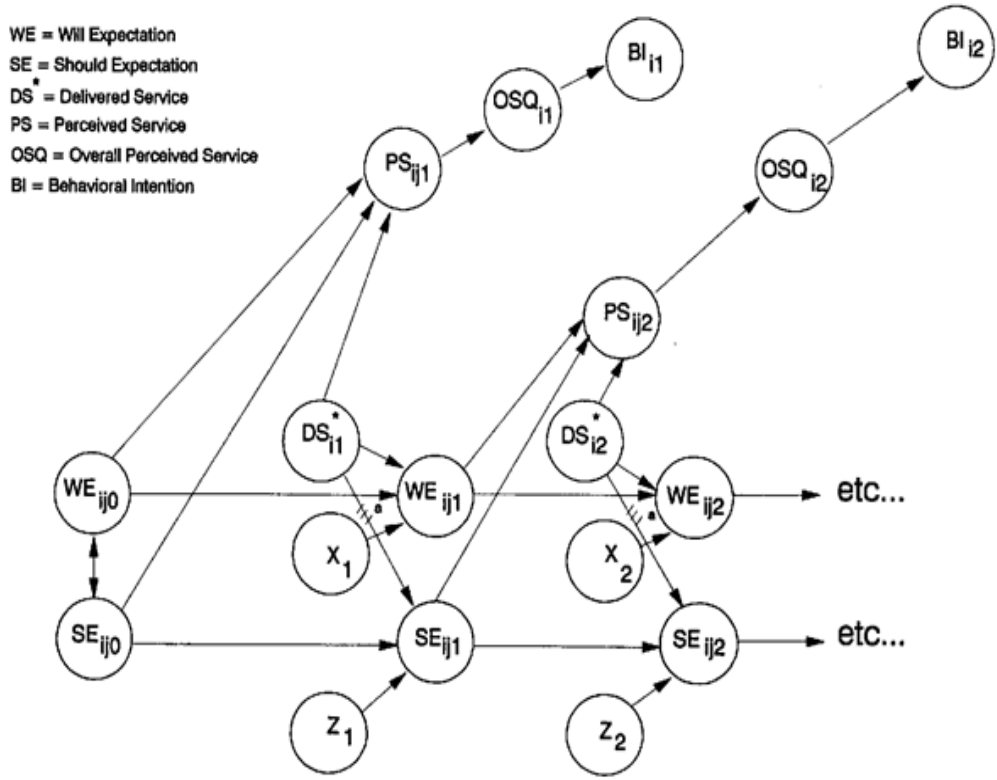 WE = Will Expectation
SE = Should Expectation
DS* = Delivered Service
PS = Perceived Service
OSQ = Overall Perceived Service
BI = Behavioral Intention
BI i1
BI i2
OSQ i1
PS ij1
OSQ i2
PS ij2
DS* i1
DS* i2
WE ij0
WE ij1
WE ij2
etc...
a
a
X 1
X 2
SE ij0
SE ij1
SE ij2
etc...
Z 1
Z 2